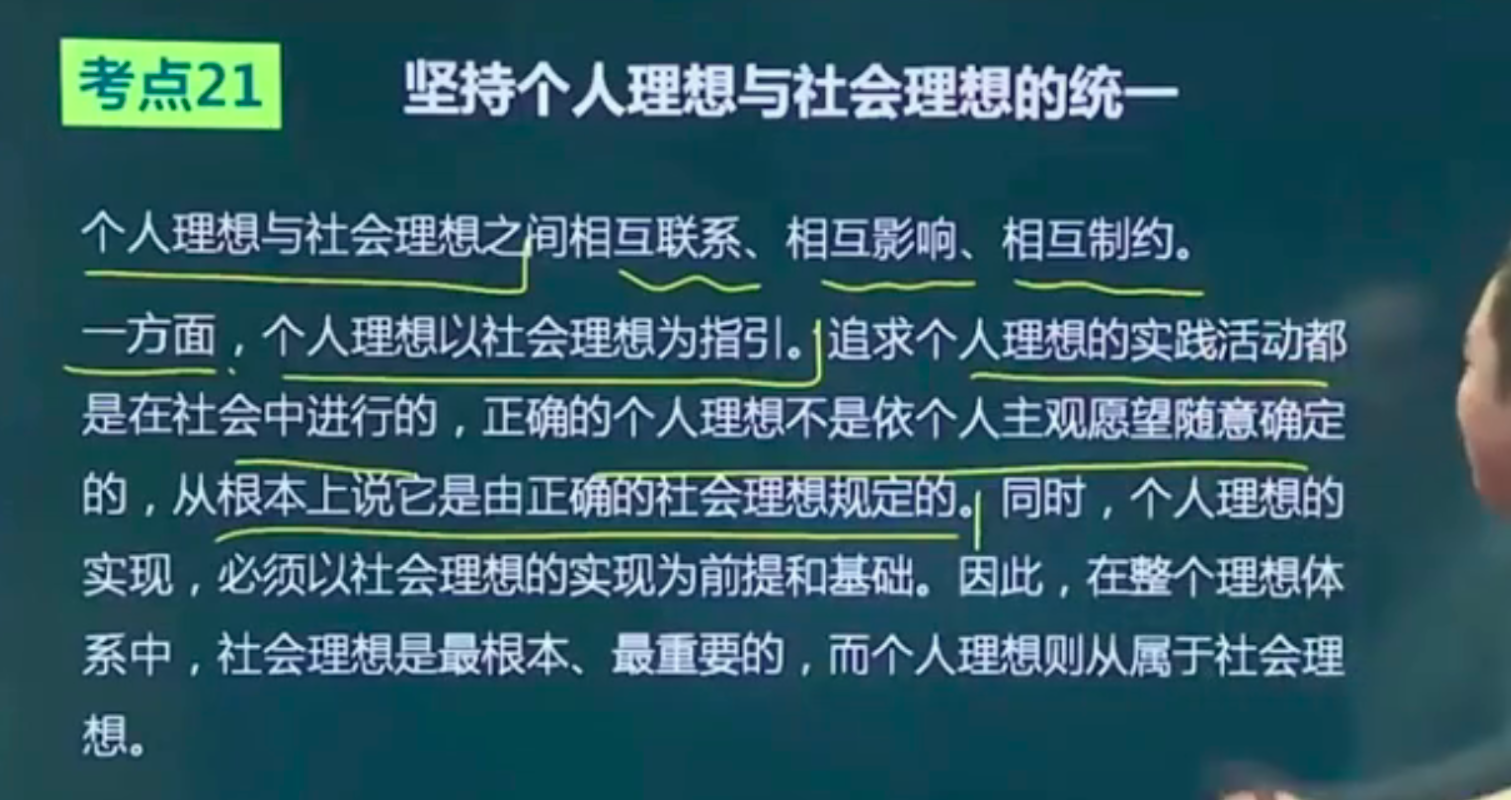 考点21
坚持个人理想与社会理想的统一
个人理想与社会理想之间相互联系、相互影响、相互制约。
一方面，个人理想以社会理想为指引。追求个人理想的实践活动都
是在社会中进行的，正确的个人理想不是依个人主观愿望随意确定
的，从根本上说它是由正确的社会理想规定的。同时，个人理想的
实现，必须以社会理想的实现为前提和基础。因此，在整个理想体
系中，社会理想是最根本、最重要的，而个人理想则从属于社会理
想。